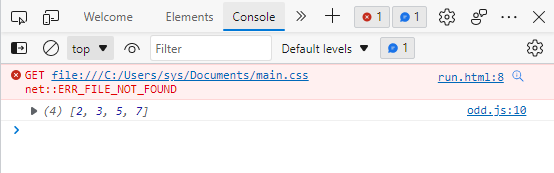 Welcome Elements Console 1 1
top Filter Default levels 1
GET file:///C:/Users/sys/Documents/main.css run.html:8
net::ERR_FILE_NOT_FOUND
(4) [2, 3, 5, 7] odd.js:10